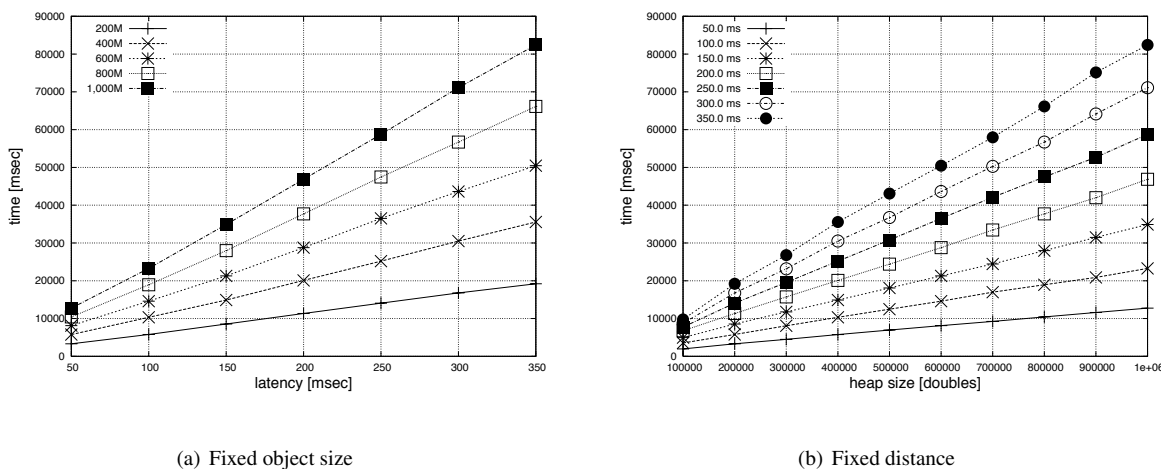 90000
80000
70000
60000
50000
40000
30000
20000
10000
0
time [msec]
200M
400M
600M
800M
1,000M
50 100 150 200 250 300 350
latency [msec]
(a) Fixed object size
90000
80000
70000
60000
50000
40000
30000
20000
10000
0
time [msec]
50.0 ms
100.0 ms
150.0 ms
200.0 ms
250.0 ms
300.0 ms
350.0 ms
100000 200000 300000 400000 500000 600000 700000 800000 900000 1e+06
heap size [doubles]
(b) Fixed distance